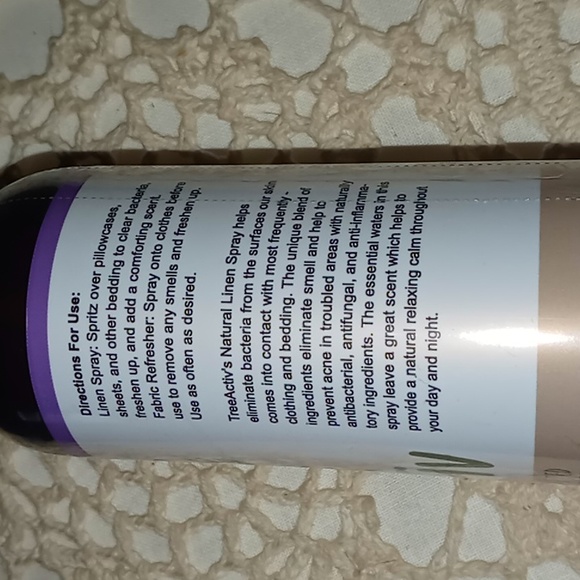 Directions For Use:
Linen Spray: Spritz over pillowcases,
sheets, and other bedding to clear bacteria,
freshen up, and add a comforting scent.
Fabric Refresher: Spray onto clothes before
use to remove any smells and freshen up.
Use as often as desired.
TreeActiv's Natural Linen Spray helps
eliminate bacteria from the surfaces our skin
comes into contact with most frequently -
clothing and bedding. The unique blend of
ingredients eliminate smell and help to
prevent acne in troubled areas with naturally
antibacterial, antifungal, and anti-inflamma-
tory ingredients. The essential waters in this
spray leave a great scent which helps to
provide a natural relaxing calm throughout
your day and night.